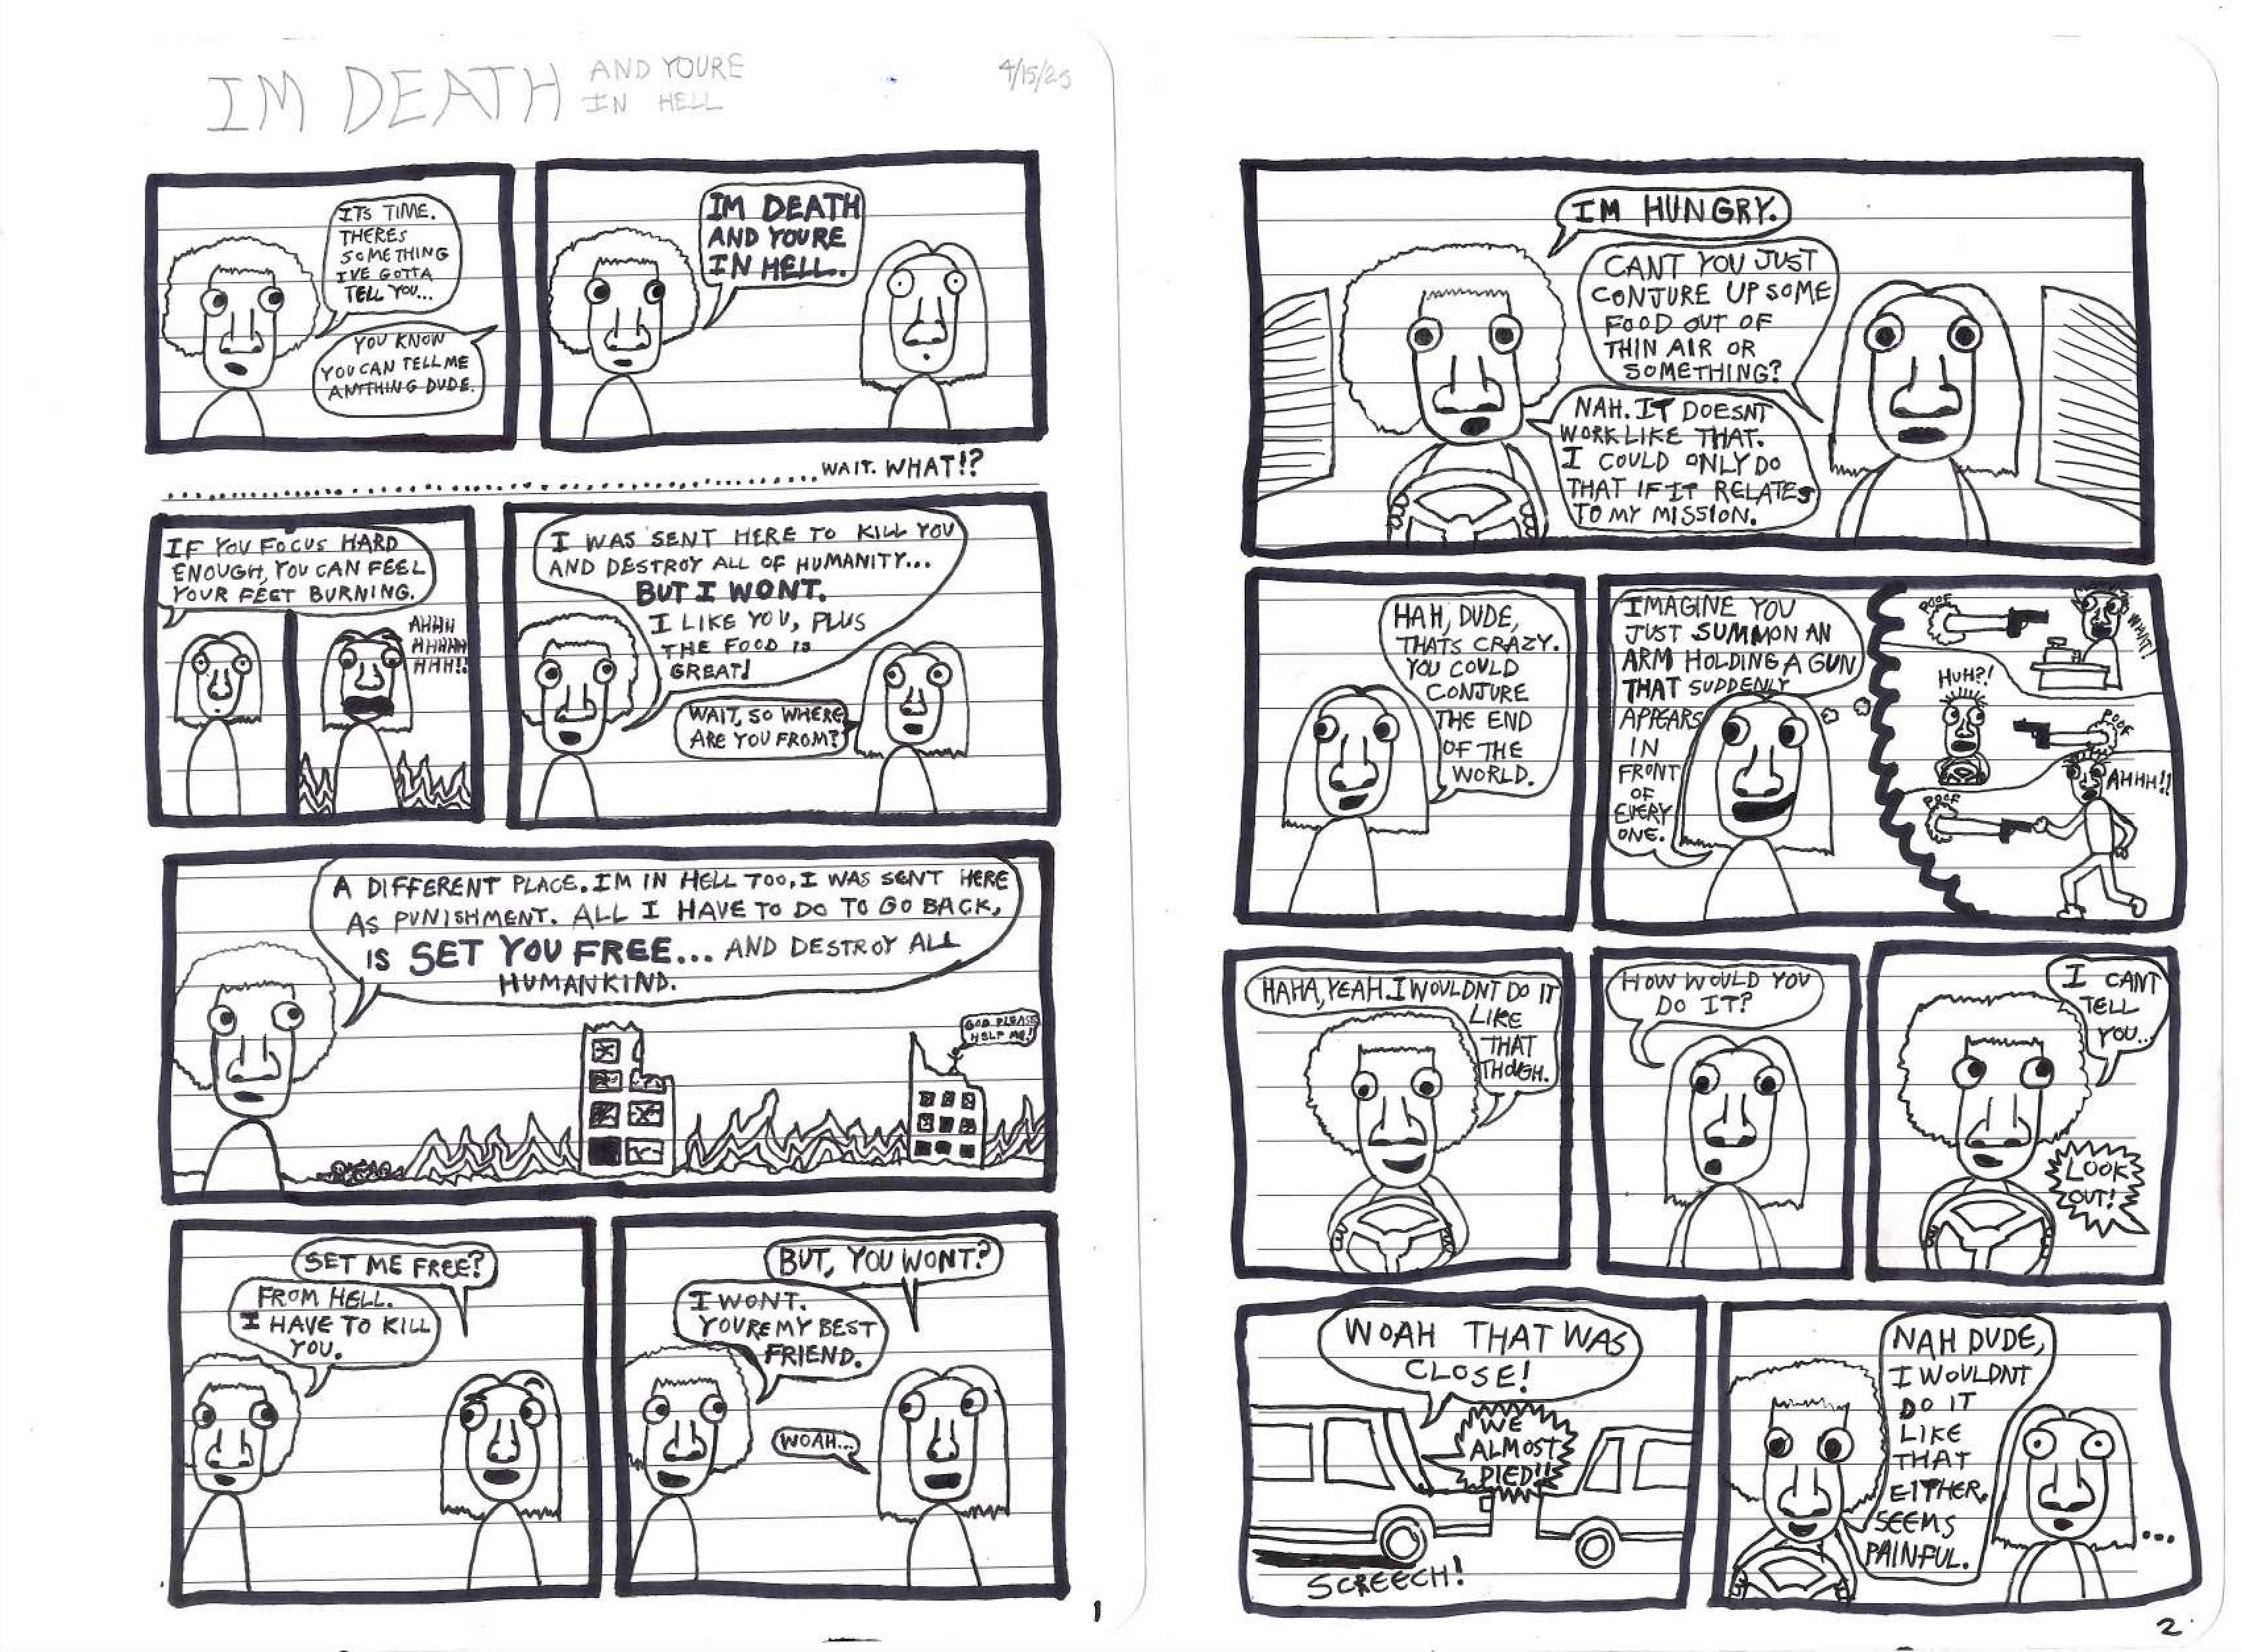 IM DEATH AND YOURE
IN HELL
4/15/25
ITS TIME.
THERES
SOMETHING
IVE GOTTA
TELL YOU...
YOU KNOW
YOU CAN TELL ME
ANYTHING DUDE.
IM DEATH
AND YOURE
IN HELL..
WAIT. WHAT!?
IF YOU FOCUS HARD
ENOUGH, YOU CAN FEEL
YOUR FEET BURNING.
AHHH
HHHHH
HHH!!
I WAS SENT HERE TO KILL YOU
AND DESTROY ALL OF HUMANITY...
BUT I WONT.
I LIKE YOU, PLUS
THE FOOD IS
GREAT!
WAIT, SO WHERE
ARE YOU FROM?
A DIFFERENT PLACE. IM IN HELL TOO. I WAS SENT HERE
AS PUNISHMENT. ALL I HAVE TO DO TO GO BACK,
IS SET YOU FREE... AND DESTROY ALL
HUMANKIND.
GOD PLEASE
HELP ME!
SET ME FREE?
FROM HELL.
I HAVE TO KILL
YOU.
BUT, YOU WONT?
I WONT.
YOURE MY BEST
FRIEND.
WOAH...
1
IM HUNGRY.
CANT YOU JUST
CONJURE UP SOME
FOOD OUT OF
THIN AIR OR
SOMETHING?
NAH. IT DOESNT
WORK LIKE THAT.
I COULD ONLY DO
THAT IF IT RELATES
TO MY MISSION.
HAH, DUDE,
THATS CRAZY.
YOU COULD
CONJURE
THE END
OF THE
WORLD.
IMAGINE YOU
JUST SUMMON AN
ARM HOLDING A GUN
THAT SUDDENLY
APPEARS
IN
FRONT
OF
EVERY
ONE.
POOF
WHAT!
HUH?!
POOF
POOF
AHHH!!
HAHA, YEAH. I WOULDNT DO IT
LIKE
THAT
THOUGH.
HOW WOULD YOU
DO IT?
I CANT
TELL
YOU..
LOOK
OUT!
WOAH THAT WAS
CLOSE!
WE
ALMOST
DIED!!
SCREECH!
NAH DUDE,
I WOULDNT
DO IT
LIKE
THAT
EITHER.
SEEMS
PAINFUL.
...
2